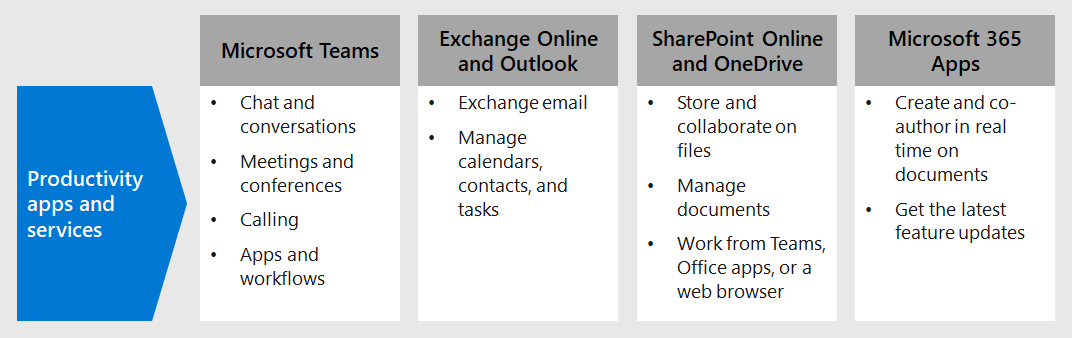 Productivity
apps and
services
Microsoft Teams
• Chat and
conversations
• Meetings and
conferences
• Calling
• Apps and
workflows
Exchange Online
and Outlook
• Exchange email
• Manage
calendars,
contacts, and
tasks
SharePoint Online
and OneDrive
• Store and
collaborate on
files
• Manage
documents
• Work from Teams,
Office apps, or a
web browser
Microsoft 365
Apps
• Create and co-
author in real
time on
documents
• Get the latest
feature updates